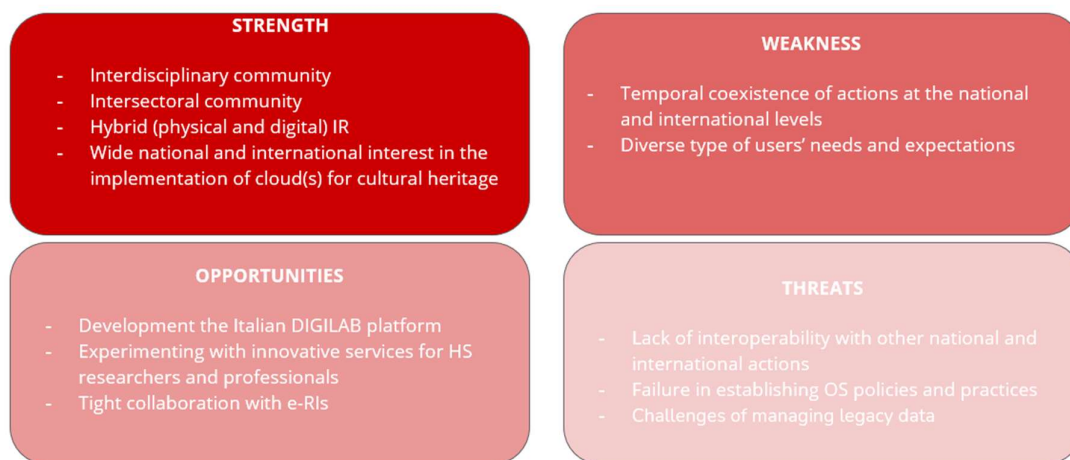 STRENGTH
- Interdisciplinary community
- Intersectoral community
- Hybrid (physical and digital) IR
- Wide national and international interest in the
implementation of cloud(s) for cultural heritage
WEAKNESS
- Temporal coexistence of actions at the national
and international levels
- Diverse type of users’ needs and expectations
OPPORTUNITIES
- Development the Italian DIGILAB platform
- Experimenting with innovative services for HS
researchers and professionals
- Tight collaboration with e-RIs
THREATS
- Lack of interoperability with other national and
international actions
- Failure in establishing OS policies and practices
- Challenges of managing legacy data